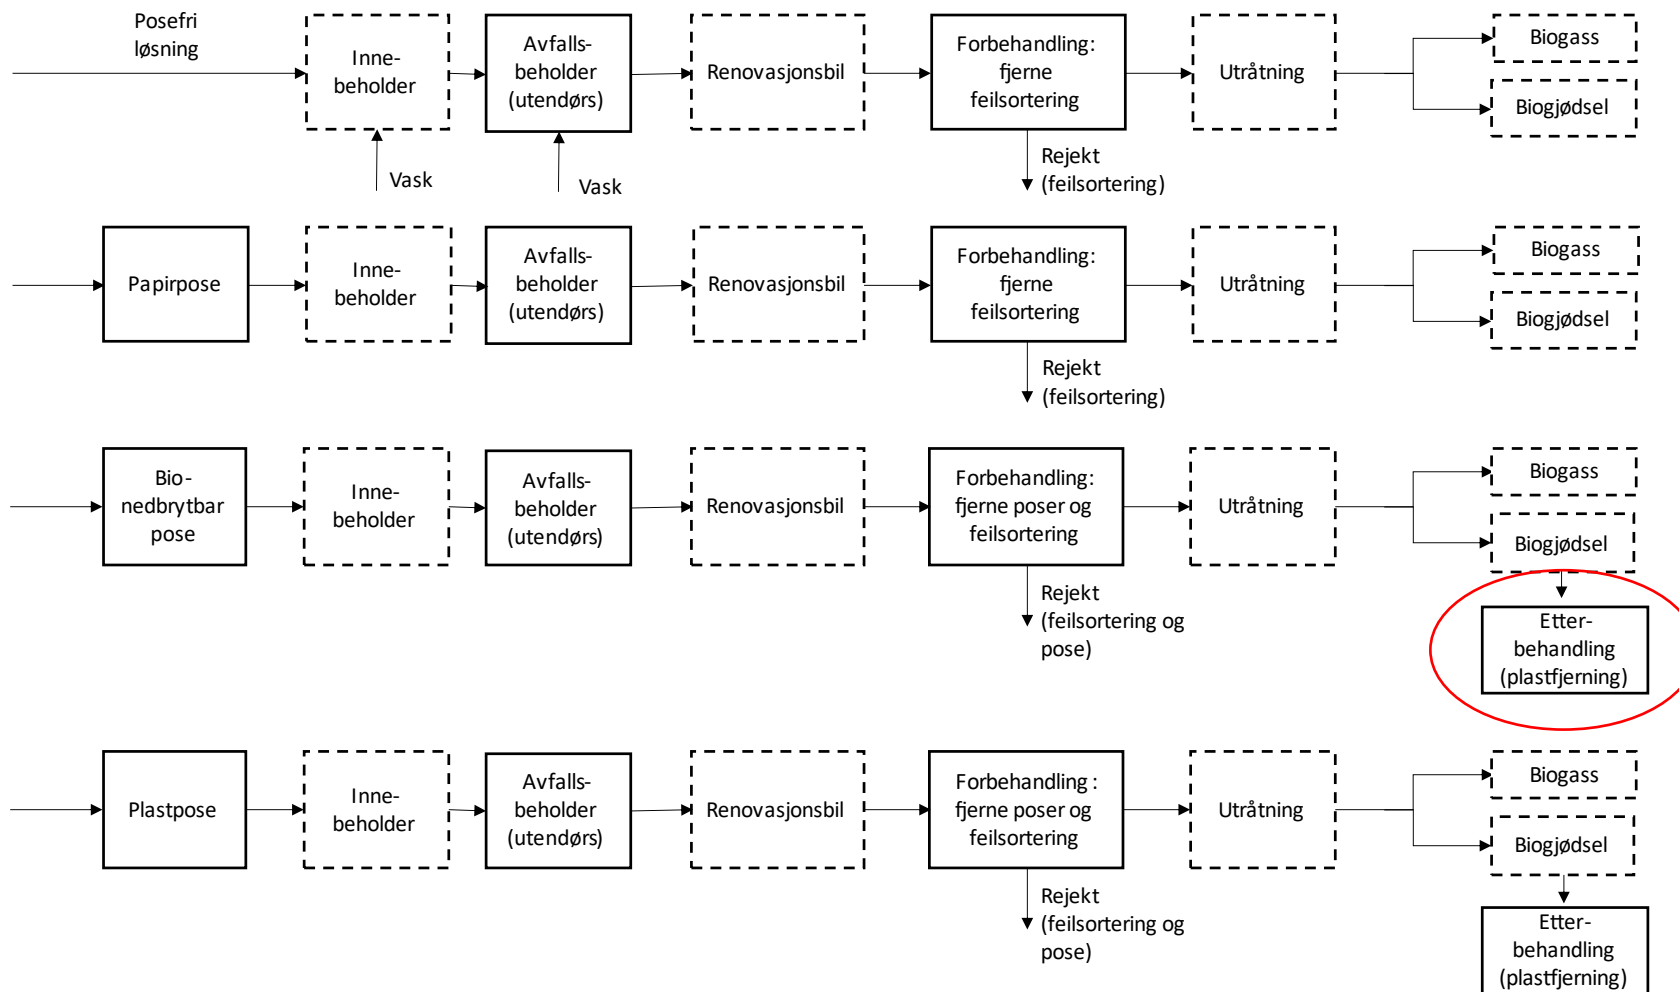 Posefri
løsning
Inne-
beholder
Avfalls-
beholder
(utendørs)
Renovasjonsbil
Forbehandling:
fjerne
feilsortering
Utråtning
Biogass
Biogjødsel
Vask
Vask
Rejekt
(feilsortering)
Papirpose
Inne-
beholder
Avfalls-
beholder
(utendørs)
Renovasjonsbil
Forbehandling:
fjerne
feilsortering
Utråtning
Biogass
Biogjødsel
Rejekt
(feilsortering)
Bio-
nedbrytbar
pose
Inne-
beholder
Avfalls-
beholder
(utendørs)
Renovasjonsbil
Forbehandling:
fjerne poser og
feilsortering
Utråtning
Biogass
Biogjødsel
Rejekt
(feilsortering og
pose)
Etter-
behandling
(plastfjerning)
Plastpose
Inne-
beholder
Avfalls-
beholder
(utendørs)
Renovasjonsbil
Forbehandling :
fjerne poser og
feilsortering
Utråtning
Biogass
Biogjødsel
Rejekt
(feilsortering og
pose)
Etter-
behandling
(plastfjerning)